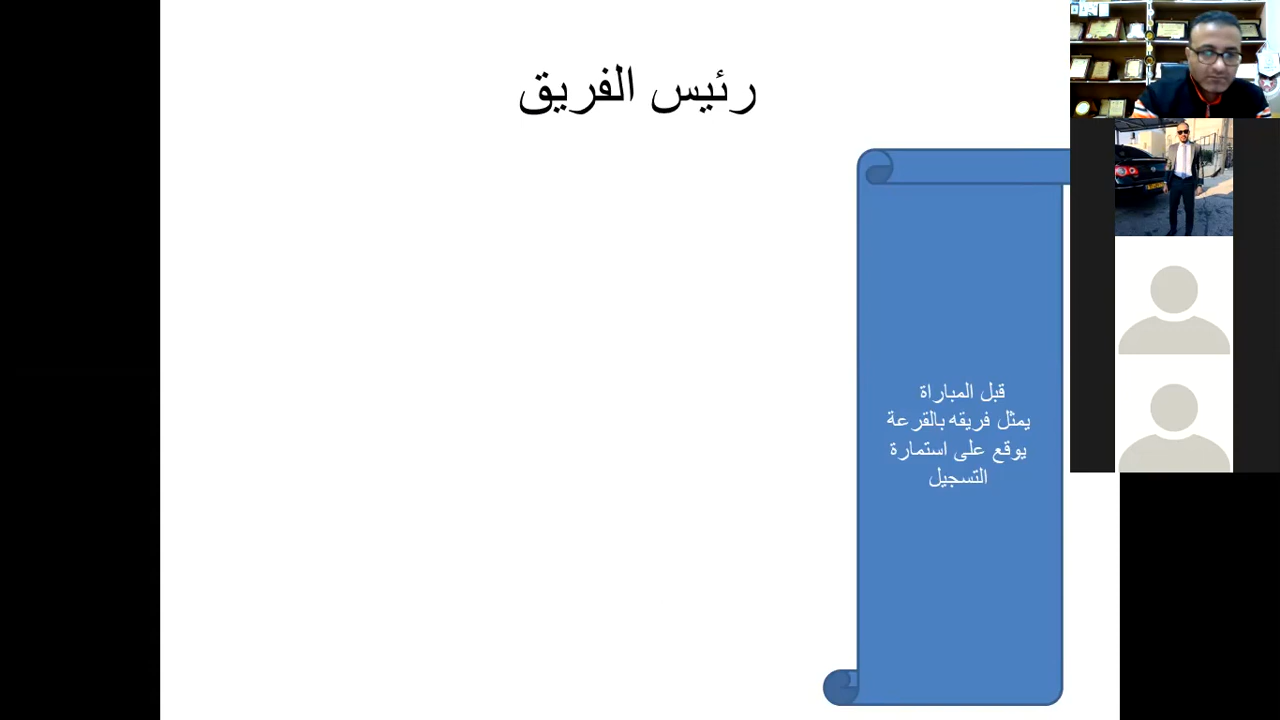 رئيس الفريق
قبل المباراة
يمثل فريقه بالقرعة
يوقع على استمارة
التسجيل